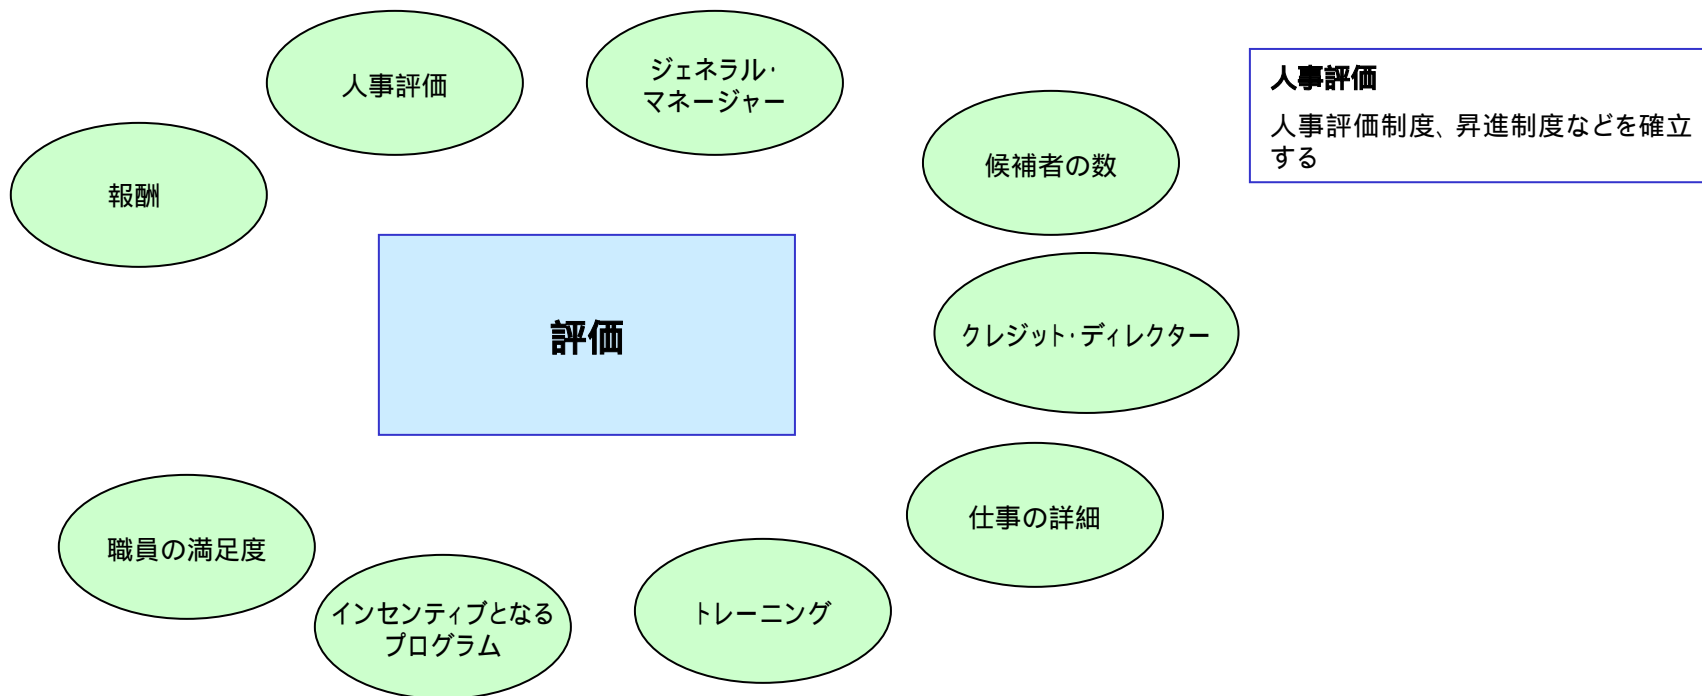 人事評価
ジェネラル・
マネージャー
候補者の数
クレジット・ディレクター
仕事の詳細
トレーニング
インセンティブとなる
プログラム
職員の満足度
報酬
評価
人事評価
人事評価制度、昇進制度などを確立
する